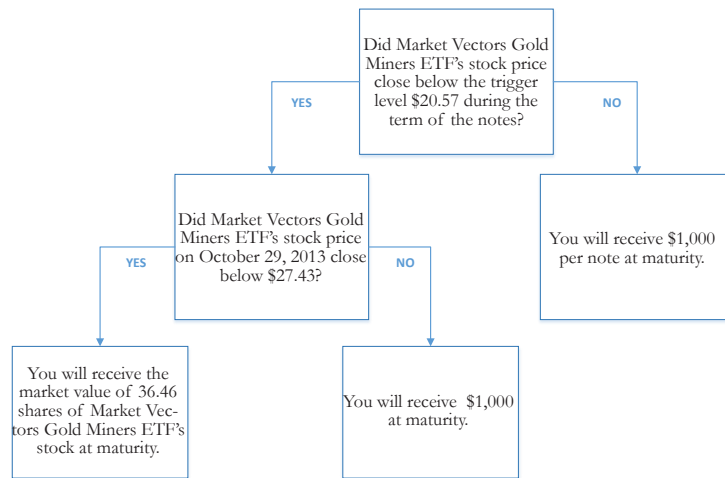 Did Market Vectors Gold
Miners ETF's stock price
close below the trigger
level $20.57 during the
term of the notes?
YES
NO
Did Market Vectors Gold
Miners ETF's stock price
on October 29, 2013 close
below $27.43?
You will receive $1,000
per note at maturity.
YES
NO
You will receive the
market value of 36.46
shares of Market Vec-
tors Gold Miners ETF's
stock at maturity.
You will receive $1,000
at maturity.